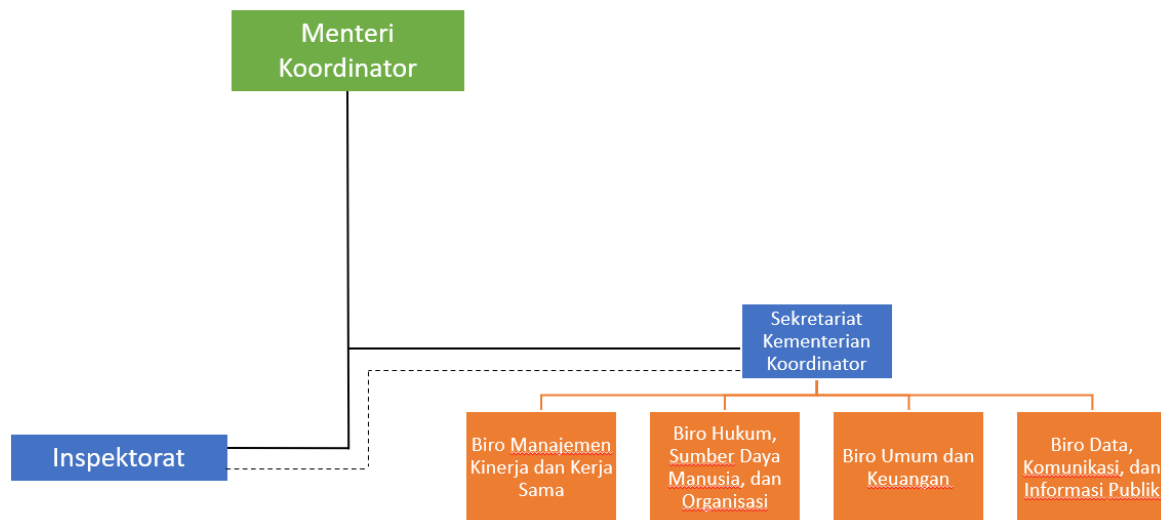 Menteri
Koordinator
Sekretariat
Kementerian
Koordinator
Inspektorat
Biro Manajemen
Kinerja dan Kerja
Sama
Biro Hukum,
Sumber Daya
Manusia, dan
Organisasi
Biro Umum dan
Keuangan
Biro Data,
Komunikasi, dan
Informasi Publik